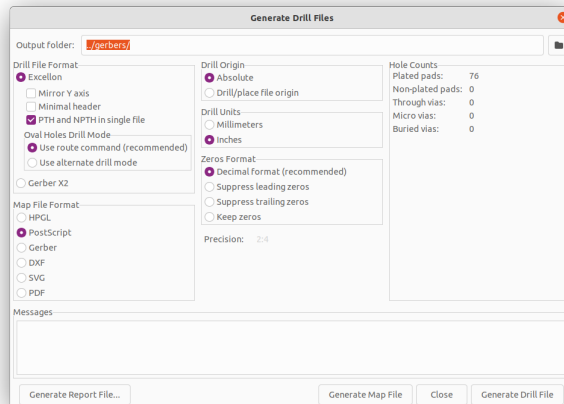 Generate Drill Files
Output folder: ../gerbers/
Drill File Format
Excellon
Mirror Y axis
Minimal header
PTH and NPTH in single file
Oval Holes Drill Mode
Use route command (recommended)
Use alternate drill mode
Gerber X2
Map File Format
HPGL
PostScript
Gerber
DXF
SVG
PDF
Drill Origin
Absolute
Drill/place file origin
Drill Units
Millimeters
Inches
Zeros Format
Decimal format (recommended)
Suppress leading zeros
Suppress trailing zeros
Keep zeros
Precision: 2:4
Hole Counts
Plated pads: 76
Non-plated pads: 0
Through vias: 0
Micro vias: 0
Buried vias: 0
Messages
Generate Report File...
Generate Map File
Close
Generate Drill File